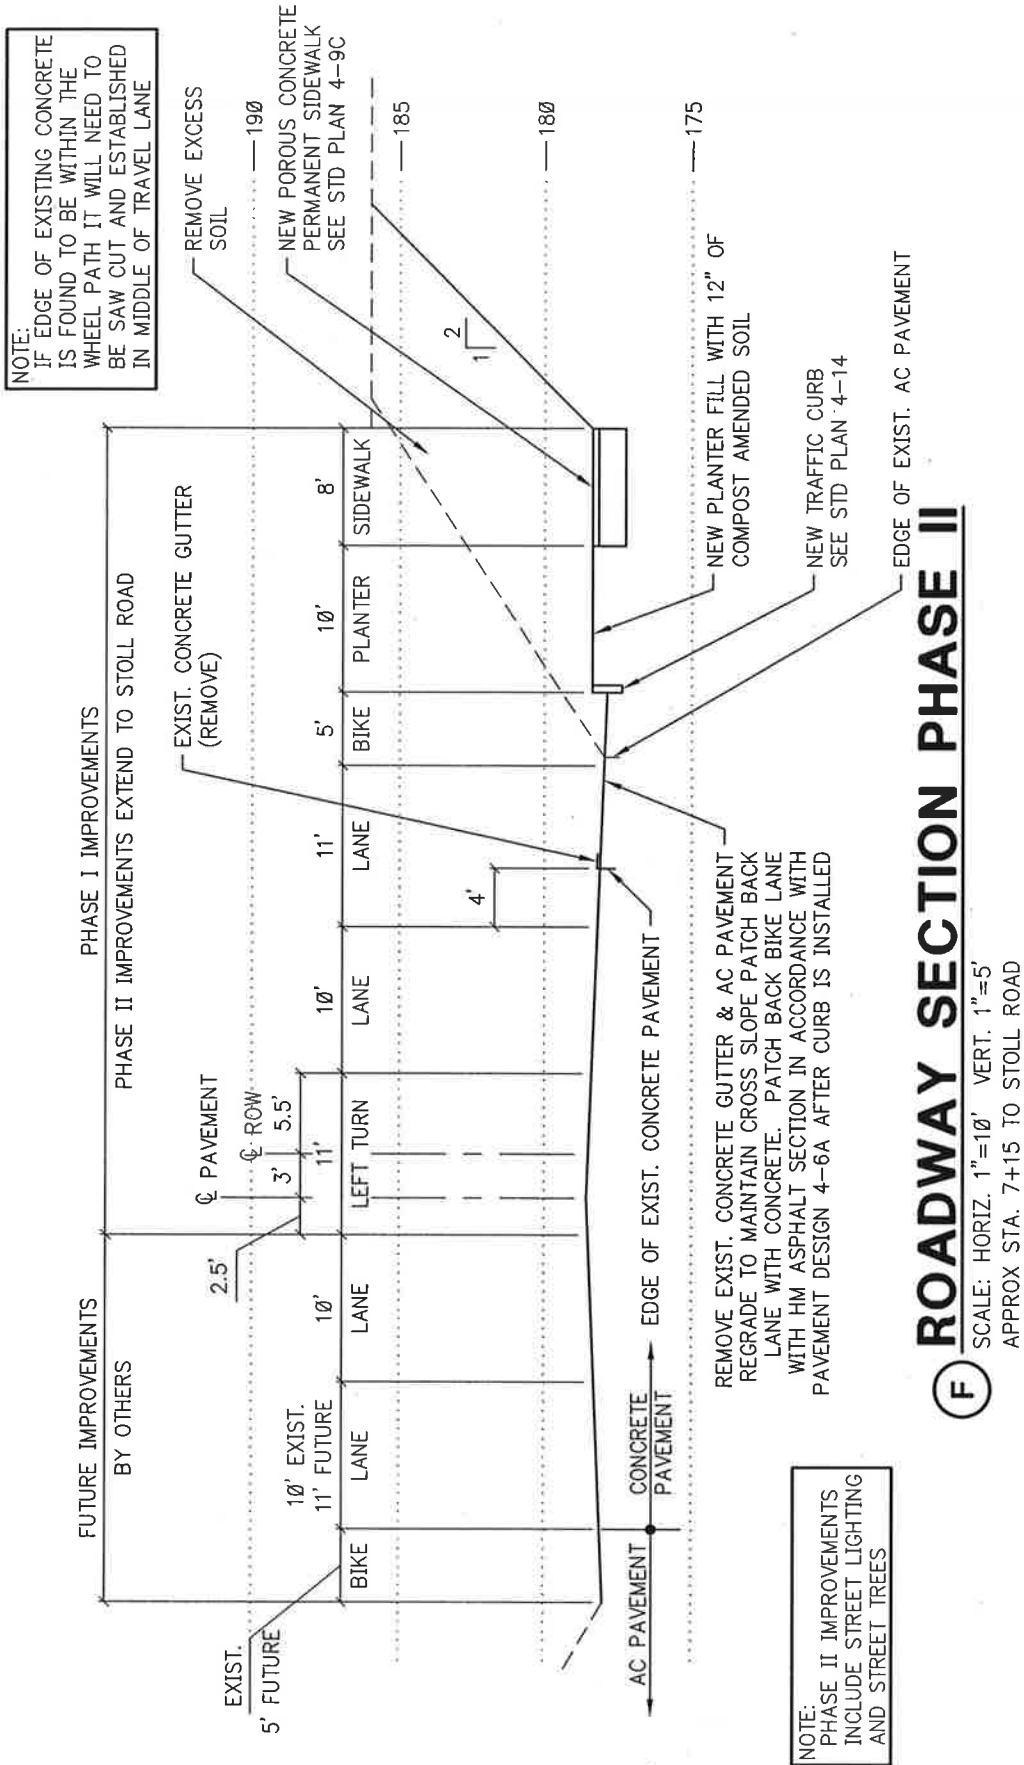 NOTE:
IF EDGE OF EXISTING CONCRETE
IS FOUND TO BE WITHIN THE
WHEEL PATH IT WILL NEED TO
BE SAW CUT AND ESTABLISHED
IN MIDDLE OF TRAVEL LANE
FUTURE IMPROVEMENTS
BY OTHERS
PHASE I IMPROVEMENTS
PHASE II IMPROVEMENTS EXTEND TO STOLL ROAD
EXIST. CONCRETE GUTTER
(REMOVE)
REMOVE EXCESS
SOIL
NEW POROUS CONCRETE
PERMANENT SIDEWALK
SEE STD PLAN 4-9C
℄ PAVEMENT
℄ ROW
2.5'
3'
5.5'
190
185
180
175
EXIST.
5' FUTURE
10' EXIST.
11' FUTURE
10'
11'
10'
11'
5'
10'
8'
BIKE
LANE
LANE
LEFT TURN
LANE
LANE
BIKE
PLANTER
SIDEWALK
4'
2
1
AC PAVEMENT
CONCRETE
PAVEMENT
EDGE OF EXIST. CONCRETE PAVEMENT
REMOVE EXIST. CONCRETE GUTTER & AC PAVEMENT
REGRADE TO MAINTAIN CROSS SLOPE PATCH BACK
LANE WITH CONCRETE. PATCH BACK BIKE LANE
WITH HM ASPHALT SECTION IN ACCORDANCE WITH
PAVEMENT DESIGN 4-6A AFTER CURB IS INSTALLED
NEW PLANTER FILL WITH 12" OF
COMPOST AMENDED SOIL
NEW TRAFFIC CURB
SEE STD PLAN 4-14
EDGE OF EXIST. AC PAVEMENT
NOTE:
PHASE II IMPROVEMENTS
INCLUDE STREET LIGHTING
AND STREET TREES
F
ROADWAY SECTION PHASE II
SCALE: HORIZ. 1"=10' VERT. 1"=5'
APPROX STA. 7+15 TO STOLL ROAD